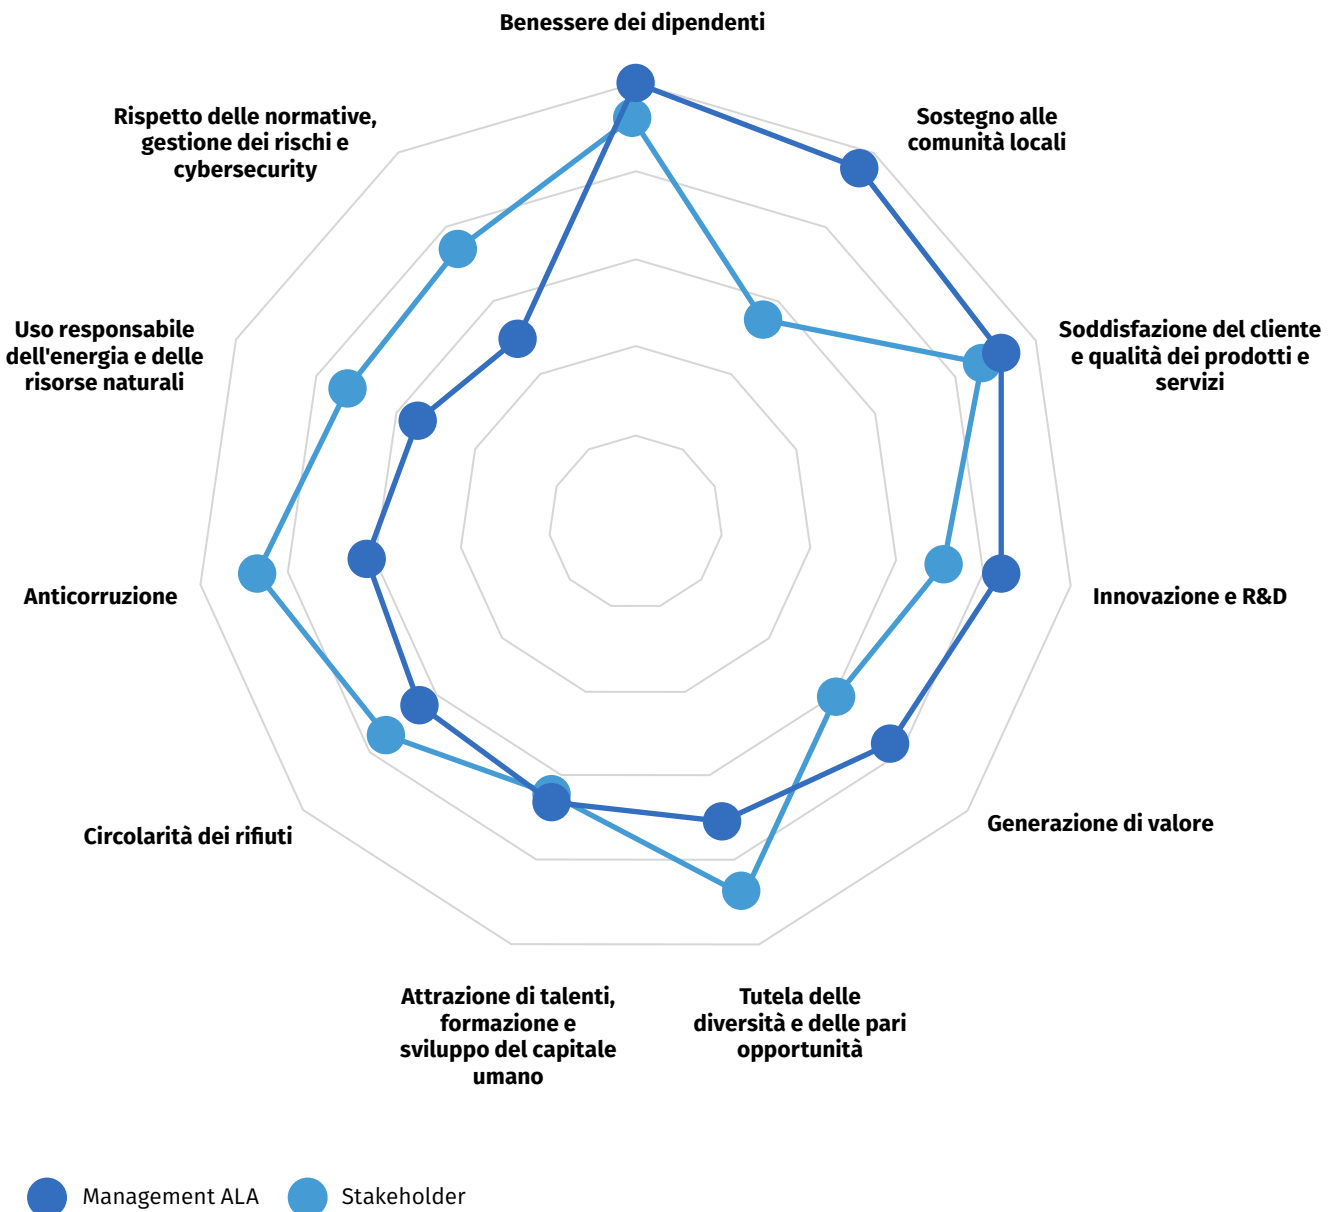 Benessere dei dipendenti
Rispetto delle normative,
gestione dei rischi e
cybersecurity
Sostegno alle
comunità locali
Uso responsabile
dell'energia e delle
risorse naturali
Soddisfazione del cliente
e qualità dei prodotti e
servizi
Anticorruzione
Innovazione e R&D
Circolarità dei rifiuti
Generazione di valore
Attrazione di talenti,
formazione e
sviluppo del capitale
umano
Tutela delle
diversità e delle pari
opportunità
Management ALA
Stakeholder